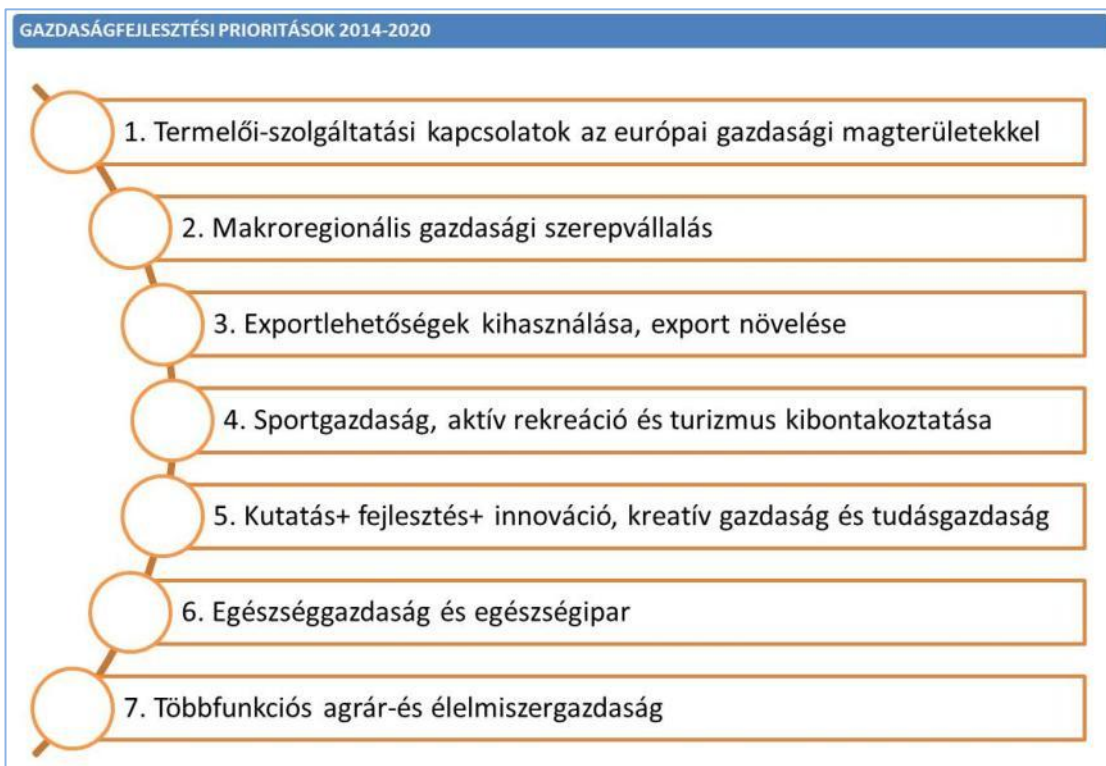 GAZDASÁGFEJLESZTÉSI PRIORITÁSOK 2014-2020
1. Termelői-szolgáltatási kapcsolatok az európai gazdasági magterületekkel
2. Makroregionális gazdasági szerepvállalás
3. Exportlehetőségek kihasználása, export növelése
4. Sportgazdaság, aktív rekreáció és turizmus kibontakoztatása
5. Kutatás+ fejlesztés+ innováció, kreatív gazdaság és tudásgazdaság
6. Egészséggazdaság és egészségipar
7. Többfunkciós agrár-és élelmiszergazdaság